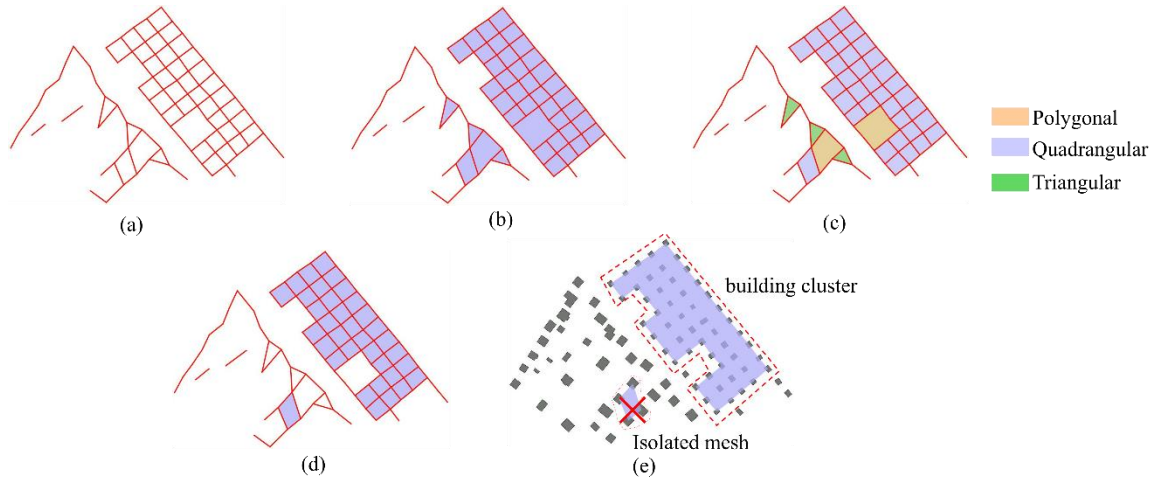 Polygonal
Quadrangular
Triangular
(a)
(b)
(c)
building cluster
Isolated mesh
(d)
(e)